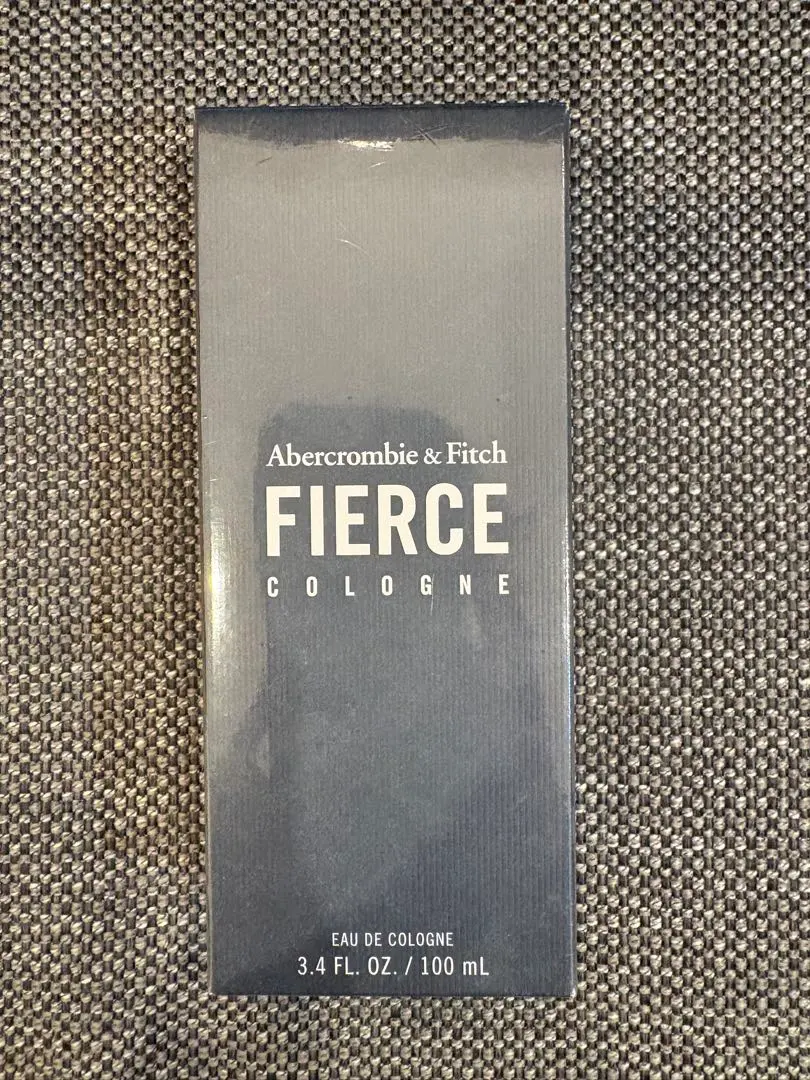 Abercrombie & Fitch
FIERCE
COLOGNE
EAU DE COLOGNE
3.4 FL. OZ. / 100 mL